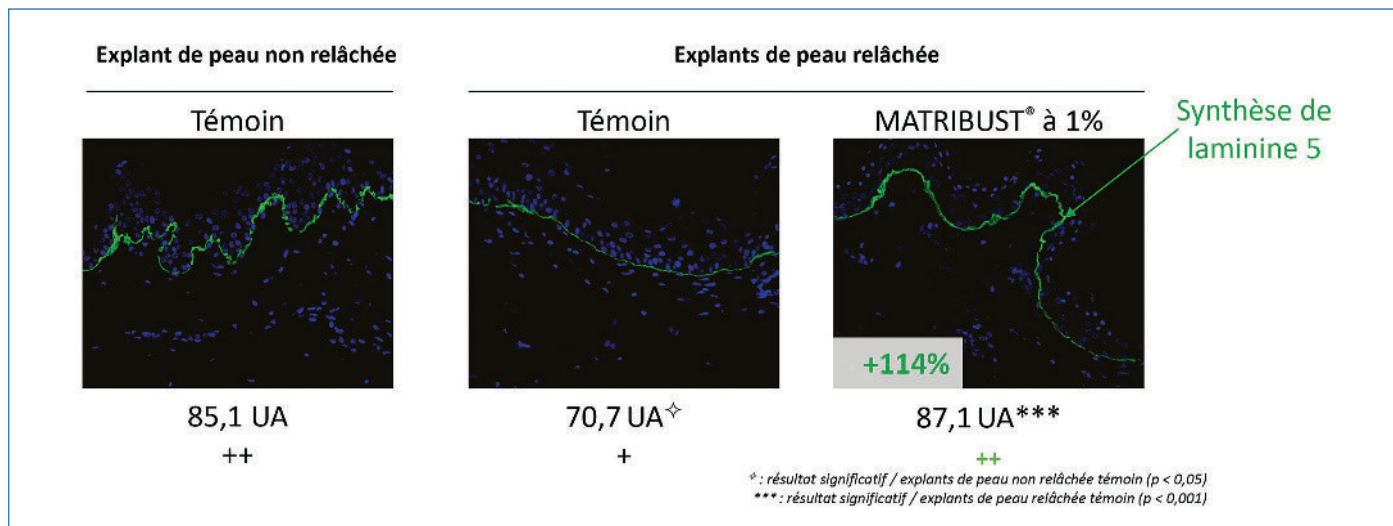 Explant de peau non relâchée
Explants de peau relâchée
Témoin
Témoin
MATRIBUST® à 1%
Synthèse de
laminine 5
+114%
85,1 UA
70,7 UA✧
87,1 UA***
++
+
++
✧ : résultat significatif / explants de peau non relâchée témoin (p < 0,05)
*** : résultat significatif / explants de peau relâchée témoin (p < 0,001)